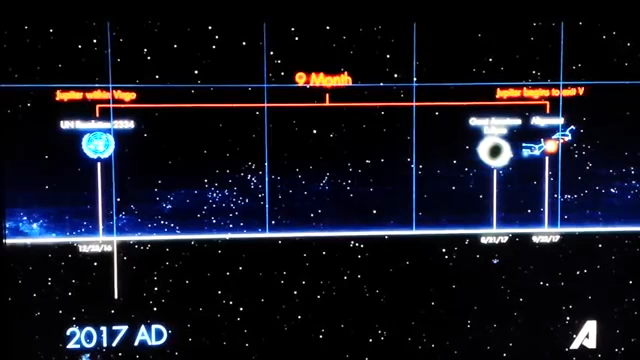 9 Month
Jupiter within Virgo
Jupiter begins to exit V
UN Resolution 2334
Great American
Eclipse
Alignment
12/23/16
8/21/17
9/23/17
2017 AD
A